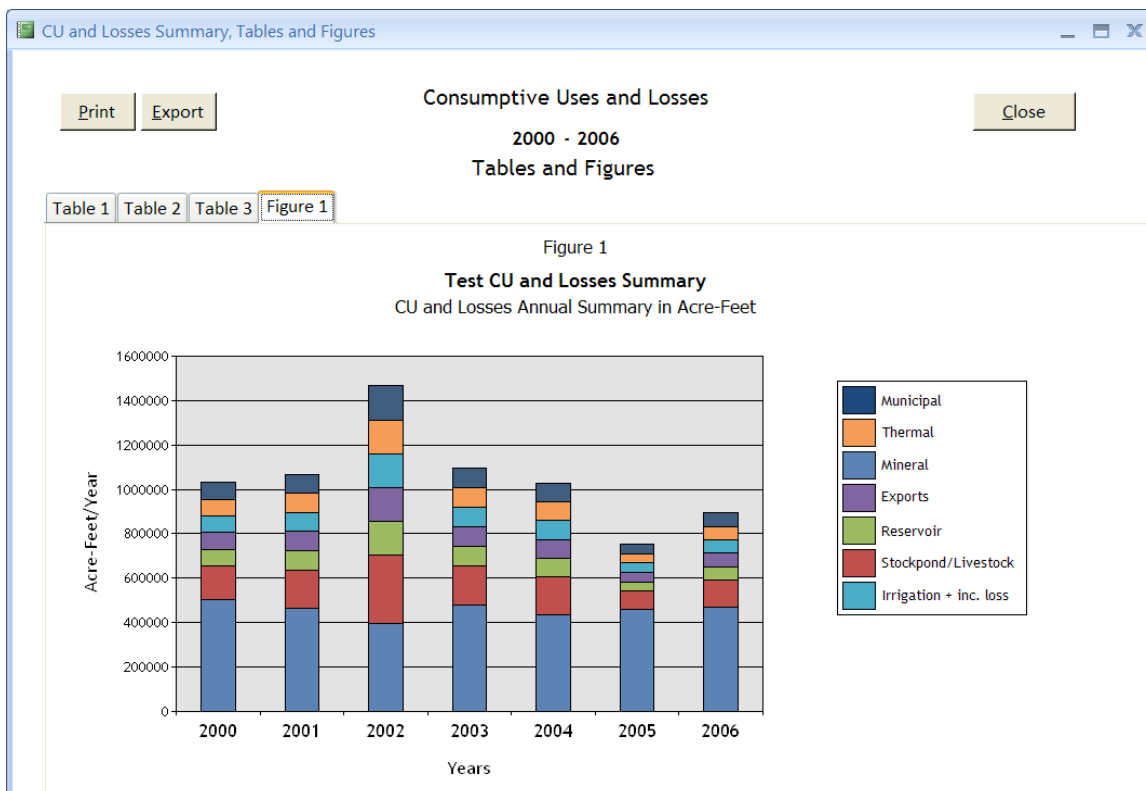 CU and Losses Summary, Tables and Figures
Print Export
Consumptive Uses and Losses
Close
2000 - 2006
Tables and Figures
Table 1 Table 2 Table 3 Figure 1
Figure 1
Test CU and Losses Summary
CU and Losses Annual Summary in Acre-Feet
Acre-Feet/Year
1600000
1400000
1200000
1000000
800000
600000
400000
200000
0
2000 2001 2002 2003 2004 2005 2006
Years
Municipal
Thermal
Mineral
Exports
Reservoir
Stockpond/Livestock
Irrigation + inc. loss